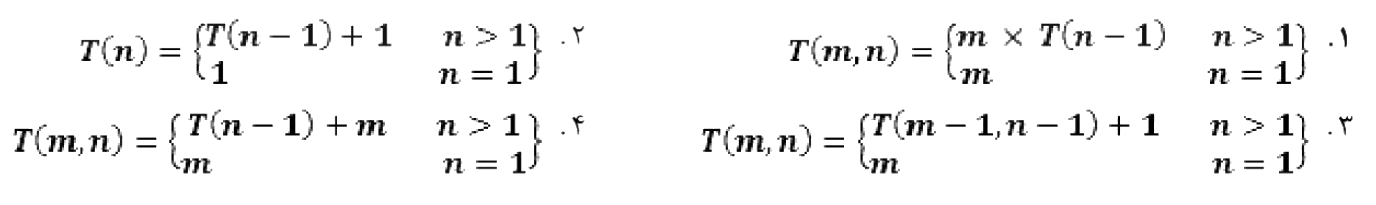 ۱. T(m,n) = {m × T(n − 1) n > 1
m n = 1}
۲. T(n) = {T(n − 1) + 1 n > 1
1 n = 1}
۳. T(m,n) = {T(m − 1,n − 1) + 1 n > 1
m n = 1}
۴. T(m,n) = {T(n − 1) + m n > 1
m n = 1}